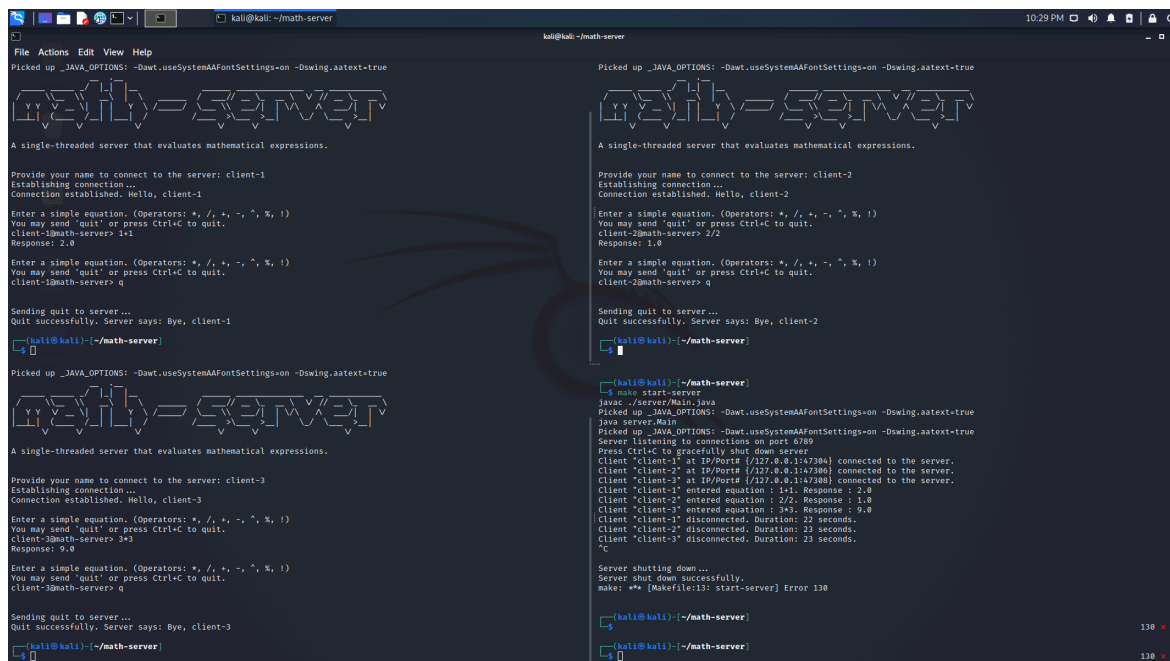 kali@kali: ~/math-server
10:29 PM
kali@kali: ~/math-server
File Actions Edit View Help
Picked up _JAVA_OPTIONS: -Dawt.useSystemAAFontSettings=on -Dswing.aatext=true
math-server
A single-threaded server that evaluates mathematical expressions.
Provide your name to connect to the server: client-1
Establishing connection...
Connection established. Hello, client-1
Enter a simple equation. (Operators: *, /, +, -, ^, %, !)
You may send 'quit' or press Ctrl+C to quit.
client-1@math-server> 1+1
Response: 2.0
Enter a simple equation. (Operators: *, /, +, -, ^, %, !)
You may send 'quit' or press Ctrl+C to quit.
client-1@math-server> q
Sending quit to server...
Quit successfully. Server says: Bye, client-1
┌──(kali㉿kali)-[~/math-server]
└─$
Picked up _JAVA_OPTIONS: -Dawt.useSystemAAFontSettings=on -Dswing.aatext=true
math-server
A single-threaded server that evaluates mathematical expressions.
Provide your name to connect to the server: client-2
Establishing connection...
Connection established. Hello, client-2
Enter a simple equation. (Operators: *, /, +, -, ^, %, !)
You may send 'quit' or press Ctrl+C to quit.
client-2@math-server> 2/2
Response: 1.0
Enter a simple equation. (Operators: *, /, +, -, ^, %, !)
You may send 'quit' or press Ctrl+C to quit.
client-2@math-server> q
Sending quit to server...
Quit successfully. Server says: Bye, client-2
┌──(kali㉿kali)-[~/math-server]
└─$
Picked up _JAVA_OPTIONS: -Dawt.useSystemAAFontSettings=on -Dswing.aatext=true
math-server
A single-threaded server that evaluates mathematical expressions.
Provide your name to connect to the server: client-3
Establishing connection...
Connection established. Hello, client-3
Enter a simple equation. (Operators: *, /, +, -, ^, %, !)
You may send 'quit' or press Ctrl+C to quit.
client-3@math-server> 3*3
Response: 9.0
Enter a simple equation. (Operators: *, /, +, -, ^, %, !)
You may send 'quit' or press Ctrl+C to quit.
client-3@math-server> q
Sending quit to server...
Quit successfully. Server says: Bye, client-3
┌──(kali㉿kali)-[~/math-server]
└─$
┌──(kali㉿kali)-[~/math-server]
└─$ make start-server
javac ./server/Main.java
Picked up _JAVA_OPTIONS: -Dawt.useSystemAAFontSettings=on -Dswing.aatext=true
java server.Main
Picked up _JAVA_OPTIONS: -Dawt.useSystemAAFontSettings=on -Dswing.aatext=true
Server listening to connections on port 6789
Press Ctrl+C to gracefully shut down server
Client "client-1" at IP/Port# {/127.0.0.1:47304} connected to the server.
Client "client-2" at IP/Port# {/127.0.0.1:47306} connected to the server.
Client "client-3" at IP/Port# {/127.0.0.1:47308} connected to the server.
Client "client-1" entered equation : 1+1. Response : 2.0
Client "client-2" entered equation : 2/2. Response : 1.0
Client "client-3" entered equation : 3*3. Response : 9.0
Client "client-1" disconnected. Duration: 22 seconds.
Client "client-2" disconnected. Duration: 23 seconds.
Client "client-3" disconnected. Duration: 23 seconds.
^C
Server shutting down...
Server shut down successfully.
make: *** [Makefile:13: start-server] Error 130
┌──(kali㉿kali)-[~/math-server]
└─$ 130 ⨯
┌──(kali㉿kali)-[~/math-server]
└─$ 130 ⨯